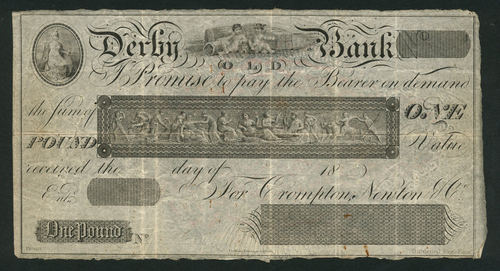 Derby Bank No
OLD
I Promise to pay the Bearer on demand
the sum of ONE
POUND Value
received the day of 18
Entd.
For Crompton, Newton & Co.
One Pound No